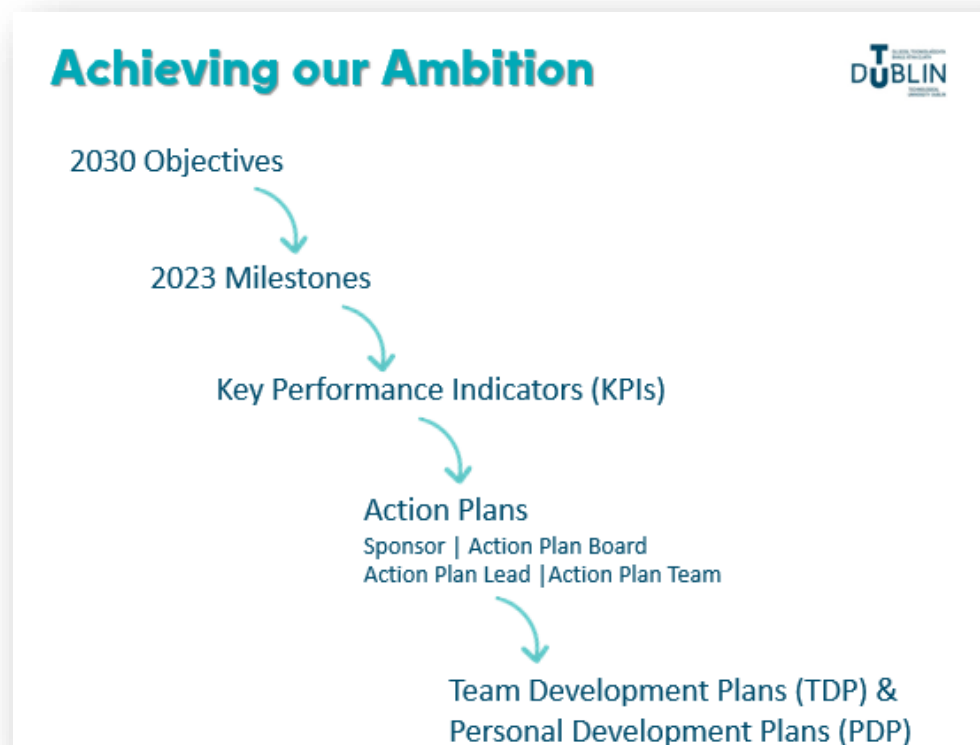 Achieving our Ambition
DUBLIN
2030 Objectives
2023 Milestones
Key Performance Indicators (KPIs)
Action Plans
Sponsor | Action Plan Board
Action Plan Lead |Action Plan Team
Team Development Plans (TDP) &
Personal Development Plans (PDP)